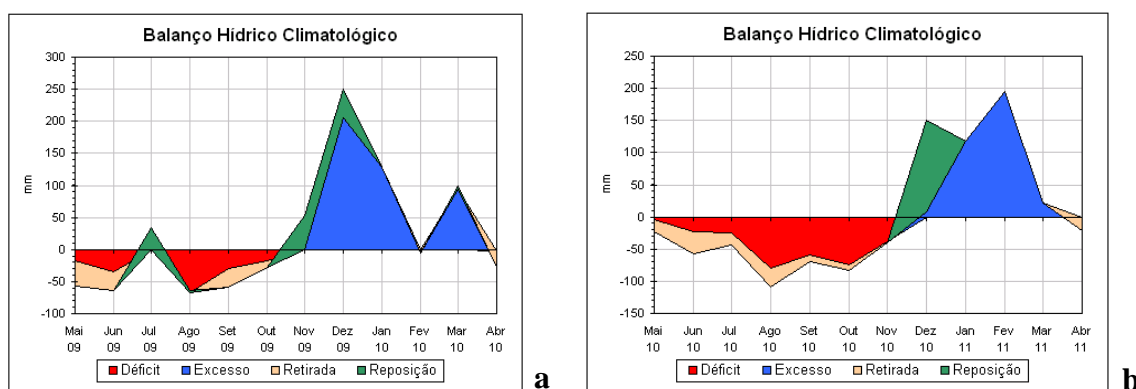 Balanço Hídrico Climatológico
300
250
200
150
100
50
0
-50
-100
mm
Mai Jun Jul Ago Set Out Nov Dez Jan Fev Mar Abr
09 09 09 09 09 09 09 09 10 10 10 10
Déficit Excesso Retirada Reposição
a
Balanço Hídrico Climatológico
250
200
150
100
50
0
-50
-100
-150
mm
Mai Jun Jul Ago Set Out Nov Dez Jan Fev Mar Abr
10 10 10 10 10 10 10 10 11 11 11 11
Déficit Excesso Retirada Reposição
b